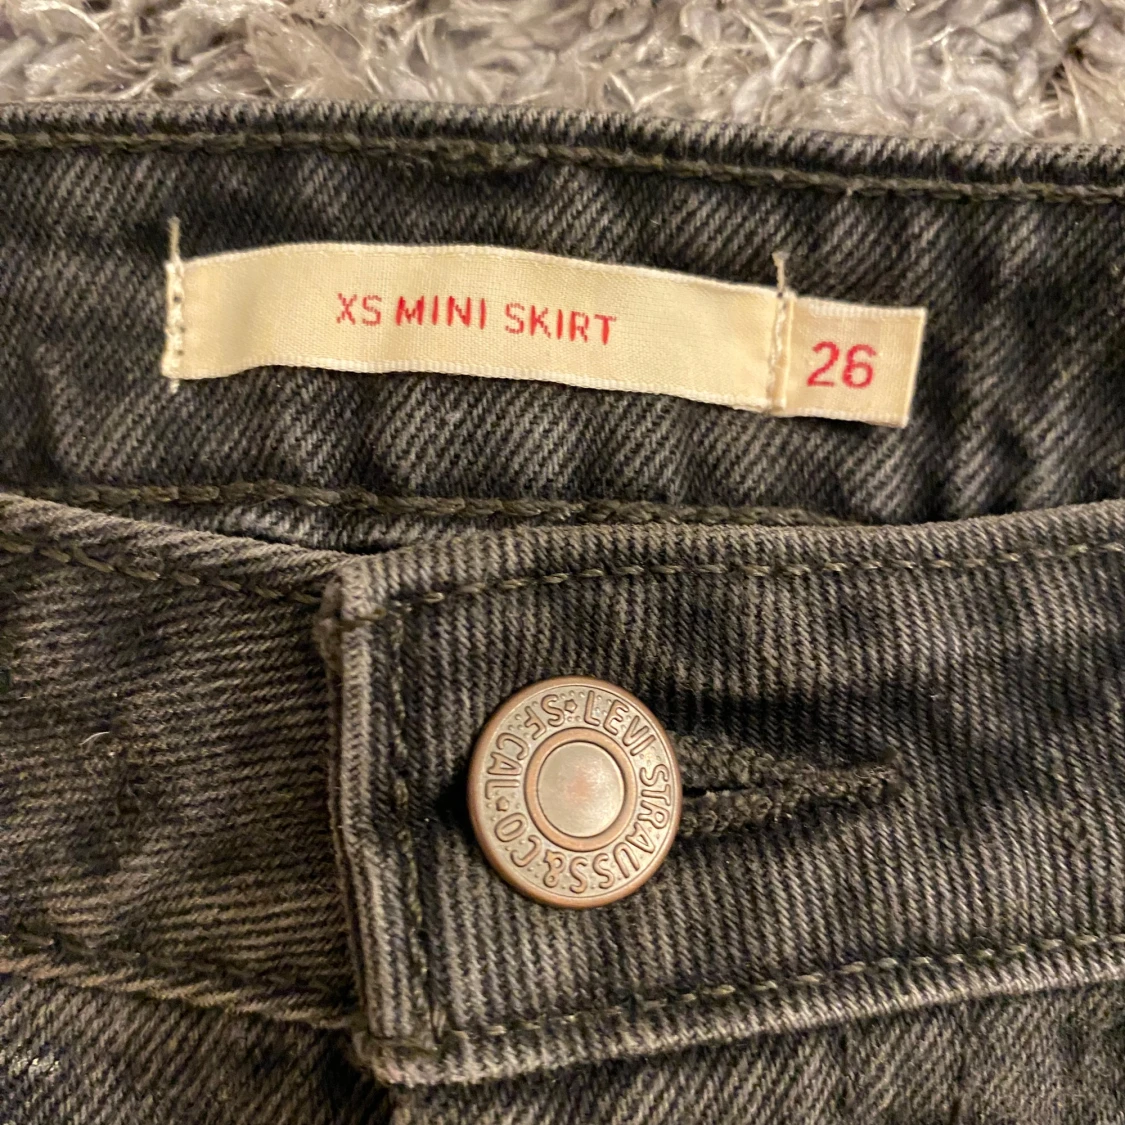 XS MINI SKIRT
26
LEVI STRAUSS & CO · S F CAL ·